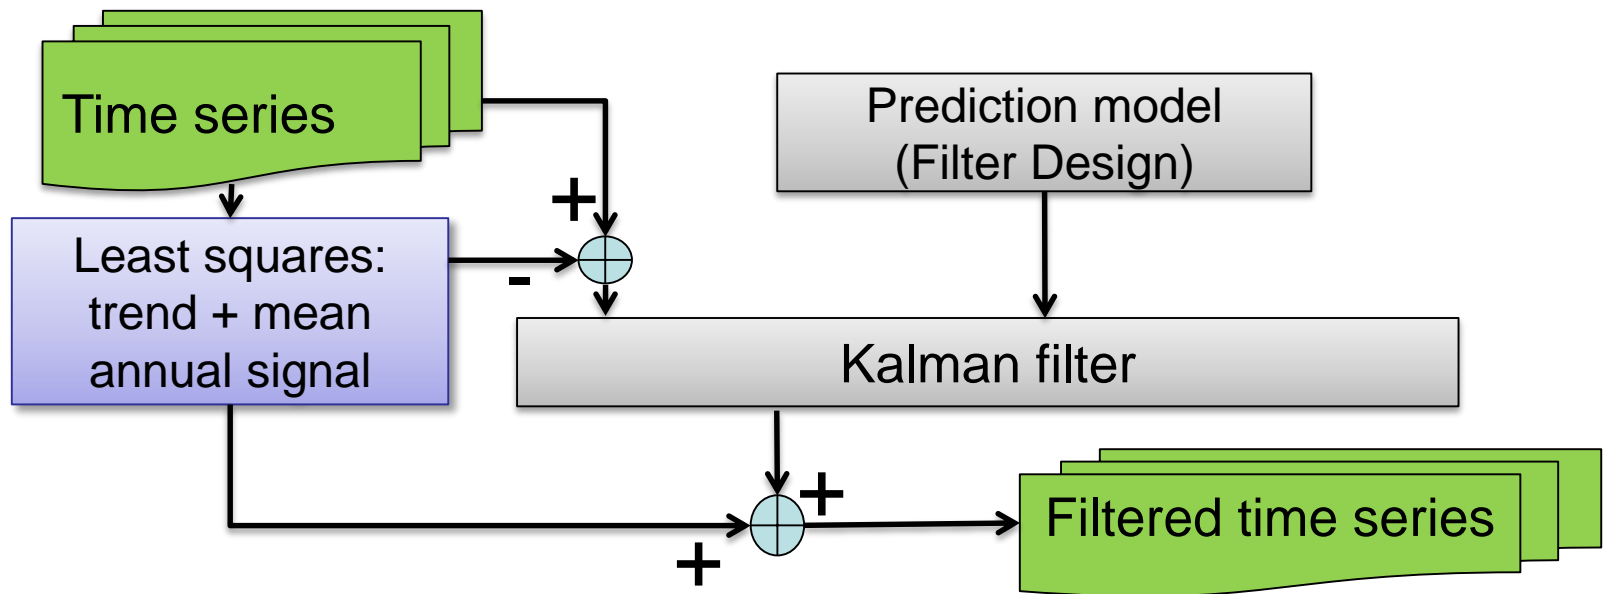 Time series
Prediction model
(Filter Design)
+
Least squares:
trend + mean
annual signal
-
Kalman filter
+
Filtered time series
+